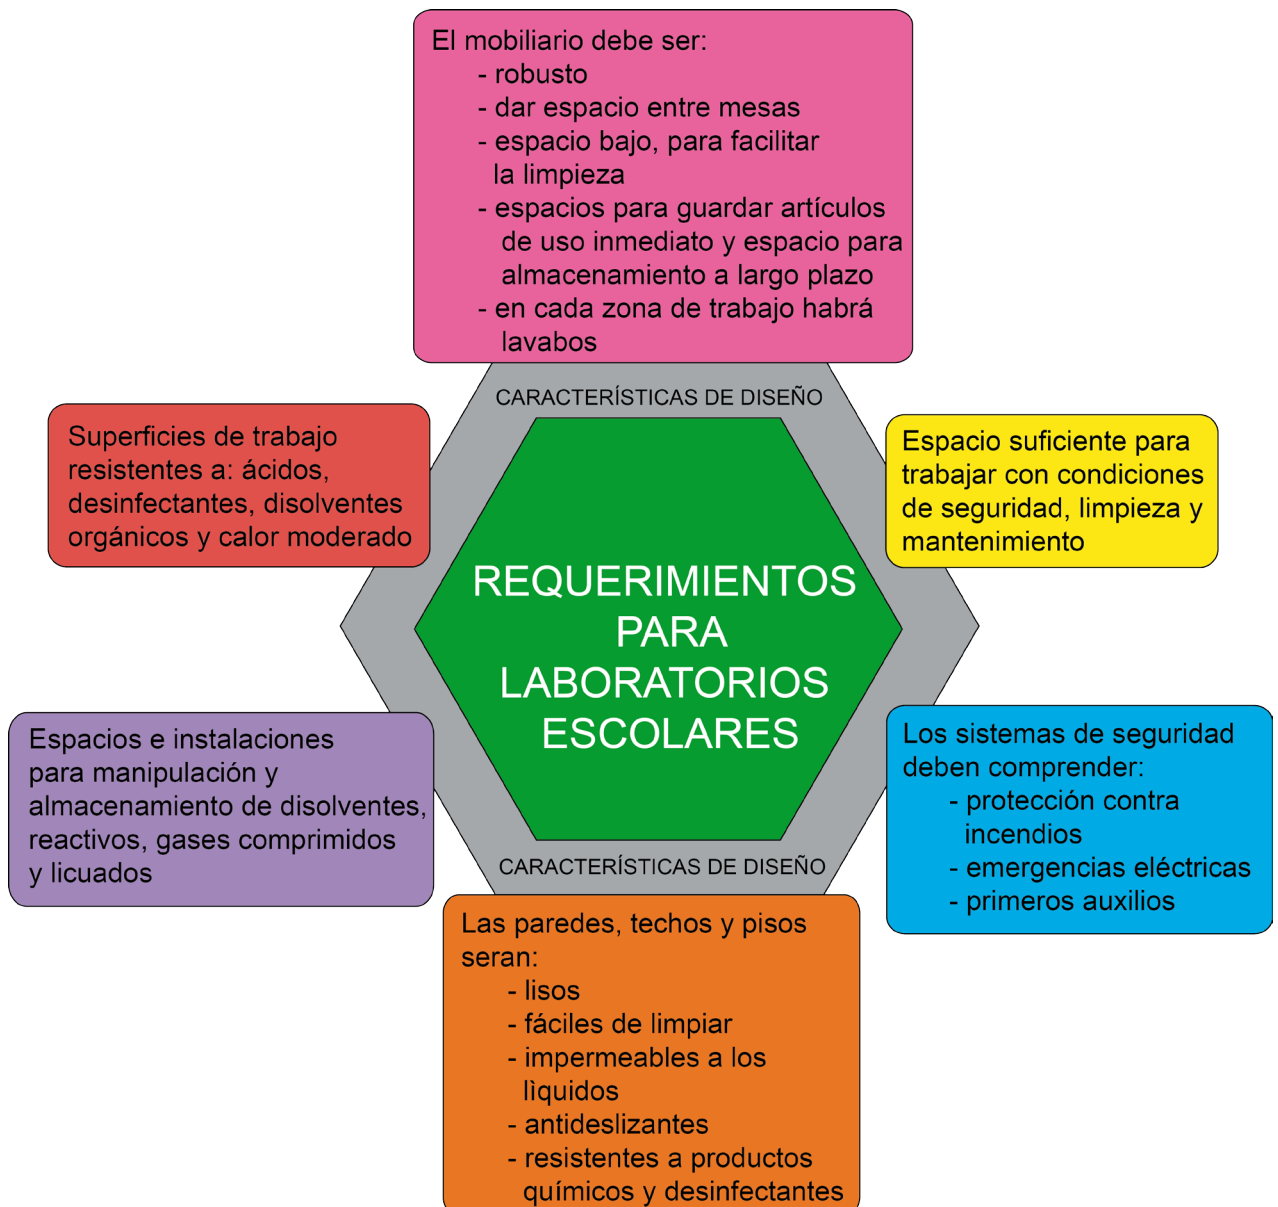 El mobiliario debe ser:
- robusto
- dar espacio entre mesas
- espacio bajo, para facilitar
la limpieza
- espacios para guardar artículos
de uso inmediato y espacio para
almacenamiento a largo plazo
- en cada zona de trabajo habrá
lavabos
CARACTERÍSTICAS DE DISEÑO
Superficies de trabajo
resistentes a: ácidos,
desinfectantes, disolventes
orgánicos y calor moderado
Espacio suficiente para
trabajar con condiciones
de seguridad, limpieza y
mantenimiento
REQUERIMIENTOS
PARA
LABORATORIOS
ESCOLARES
Espacios e instalaciones
para manipulación y
almacenamiento de disolventes,
reactivos, gases comprimidos
y licuados
Los sistemas de seguridad
deben comprender:
- protección contra
incendios
- emergencias eléctricas
- primeros auxilios
CARACTERÍSTICAS DE DISEÑO
Las paredes, techos y pisos
seran:
- lisos
- fáciles de limpiar
- impermeables a los
lìquidos
- antideslizantes
- resistentes a productos
químicos y desinfectantes